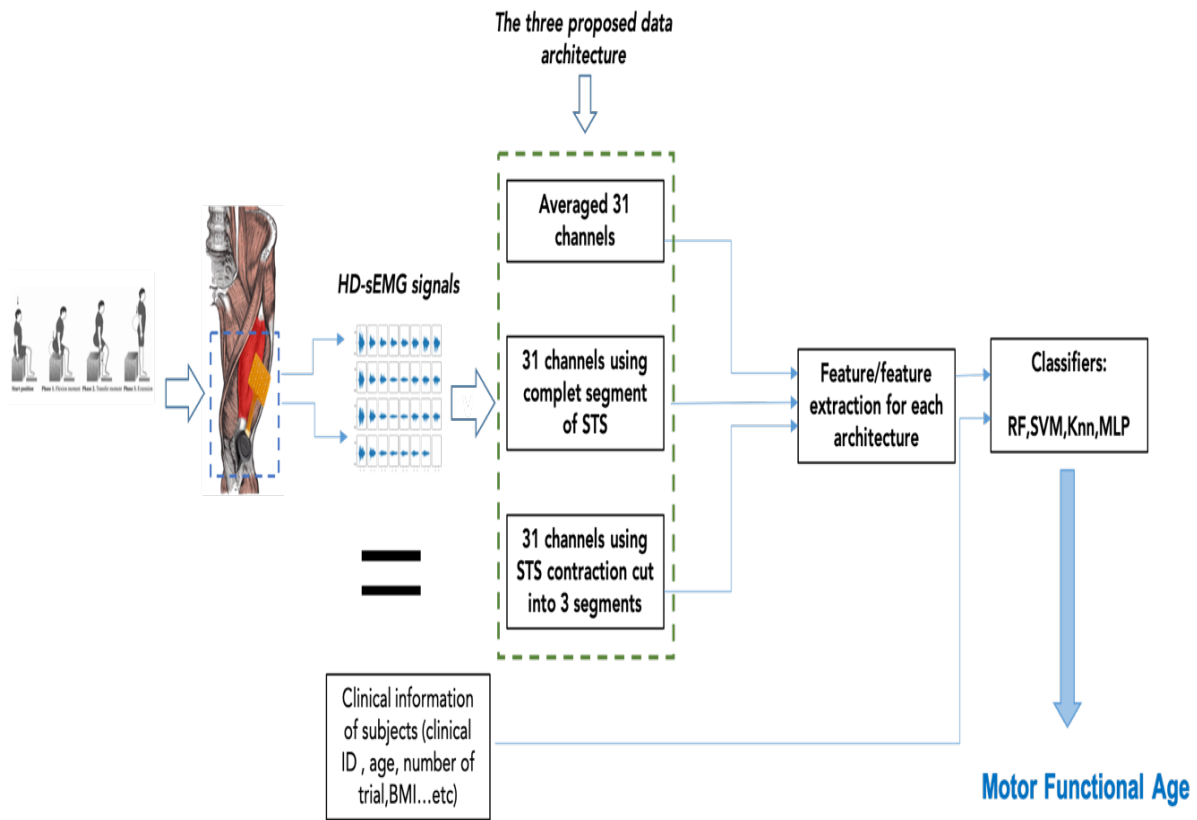 The three proposed data
architecture
Averaged 31
channels
HD-sEMG signals
Start position
31 channels using
complet segment
of STS
Feature/feature
extraction for each
architecture
Classifiers:
RF,SVM,Knn,MLP
31 channels using
STS contraction cut
into 3 segments
Clinical information
of subjects (clinical
ID , age, number of
trial,BMI...etc)
Motor Functional Age